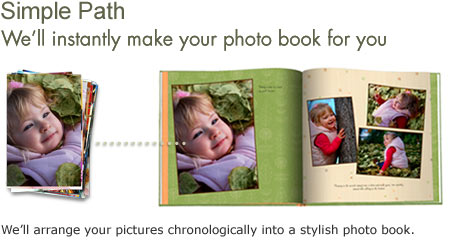 Simple Path
We'll instantly make your photo book for you
We'll arrange your pictures chronologically into a stylish photo book.